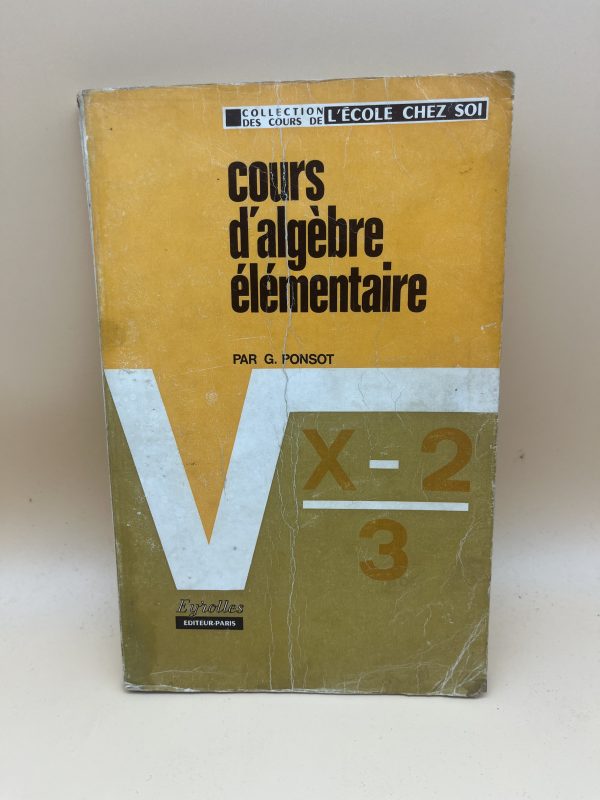 COLLECTION
DES COURS DE L'ÉCOLE CHEZ SOI
cours
d'algèbre
élémentaire
PAR G. PONSOT
√
X - 2
3
Eyrolles
EDITEUR-PARIS